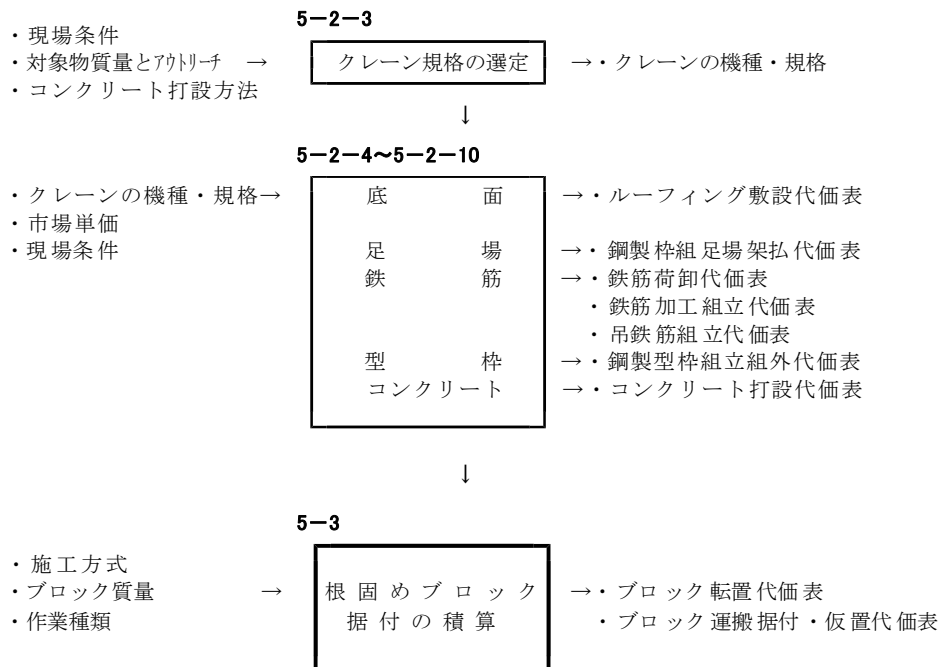 5－2－3
・現場条件
・対象物質量とｱｳﾄﾘｰﾁ → クレーン規格の選定 →・クレーンの機種・規格
・コンクリート打設方法
↓
5－2－4～5－2－10
・クレーンの機種・規格→ 底面 →・ルーフィング敷設代価表
・市場単価
・現場条件 足場 →・鋼製枠組足場架払代価表
鉄筋 →・鉄筋荷卸代価表
・鉄筋加工組立代価表
・吊鉄筋組立代価表
型枠 →・鋼製型枠組立組外代価表
コンクリート →・コンクリート打設代価表
↓
5－3
・施工方式
・ブロック質量 → 根固めブロック →・ブロック転置代価表
・作業種類 据付の積算 ・ブロック運搬据付・仮置代価表